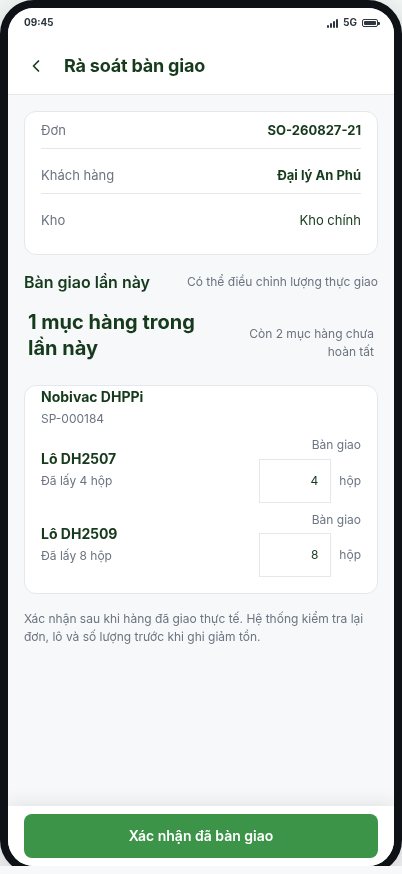 09:45
5G
Rà soát bàn giao
Đơn
SO-260827-21
Khách hàng
Đại lý An Phú
Kho
Kho chính
Bàn giao lần này
Có thể điều chỉnh lượng thực giao
1 mục hàng trong
lần này
Còn 2 mục hàng chưa
hoàn tất
Nobivac DHPPi
SP-000184
Bàn giao
Lô DH2507
Đã lấy 4 hộp
4 hộp
Bàn giao
Lô DH2509
Đã lấy 8 hộp
8 hộp
Xác nhận sau khi hàng đã giao thực tế. Hệ thống kiểm tra lại
đơn, lô và số lượng trước khi ghi giảm tồn.
Xác nhận đã bàn giao